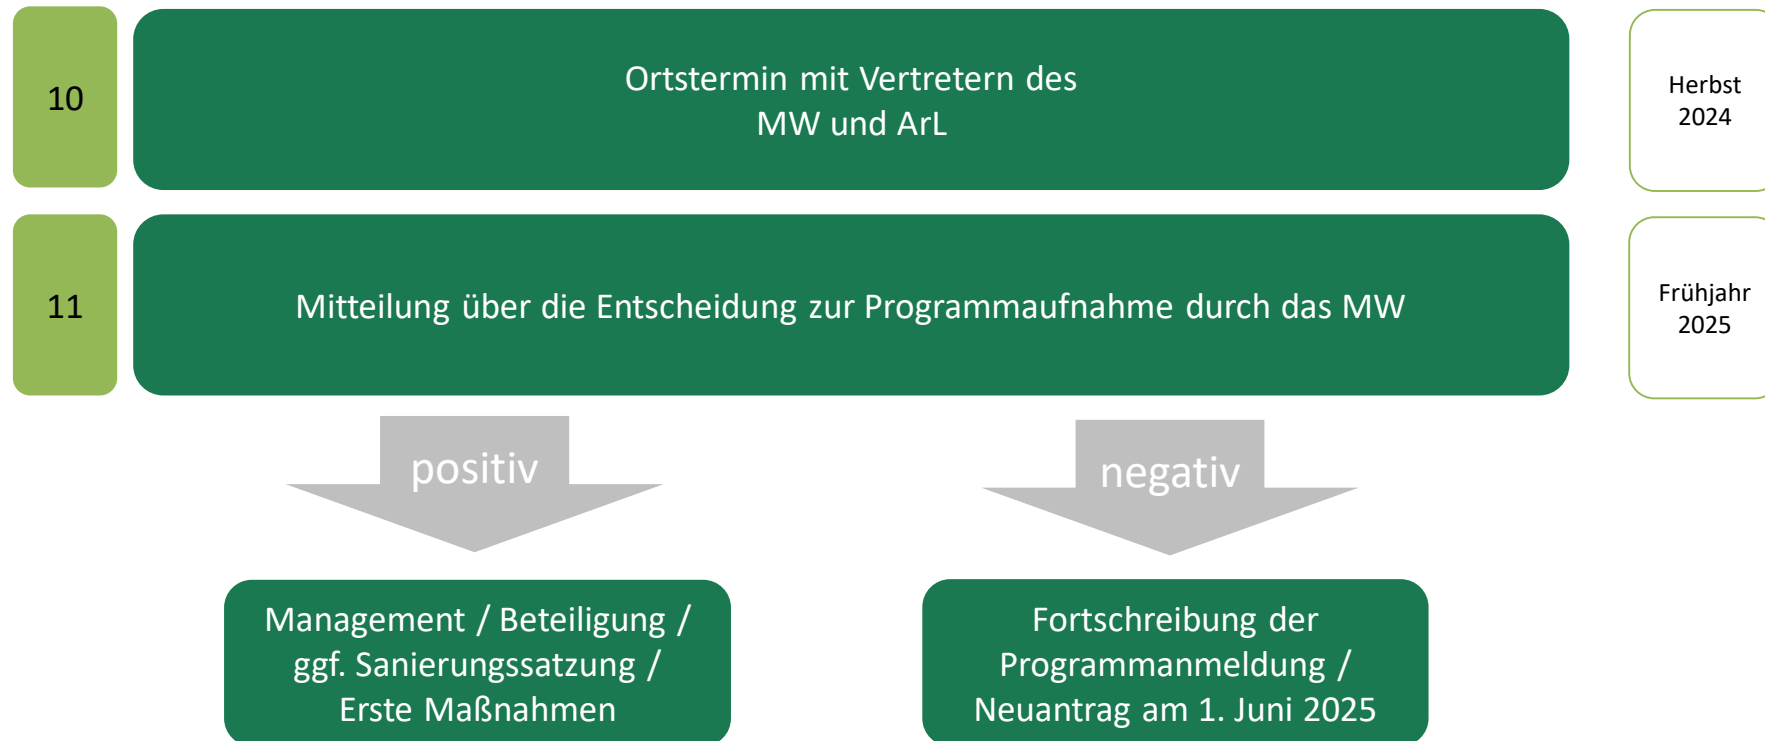 10
Ortstermin mit Vertretern des
MW und ArL
Herbst
2024
11
Mitteilung über die Entscheidung zur Programmaufnahme durch das MW
Frühjahr
2025
positiv
negativ
Management / Beteiligung /
ggf. Sanierungssatzung /
Erste Maßnahmen
Fortschreibung der
Programmanmeldung /
Neuantrag am 1. Juni 2025